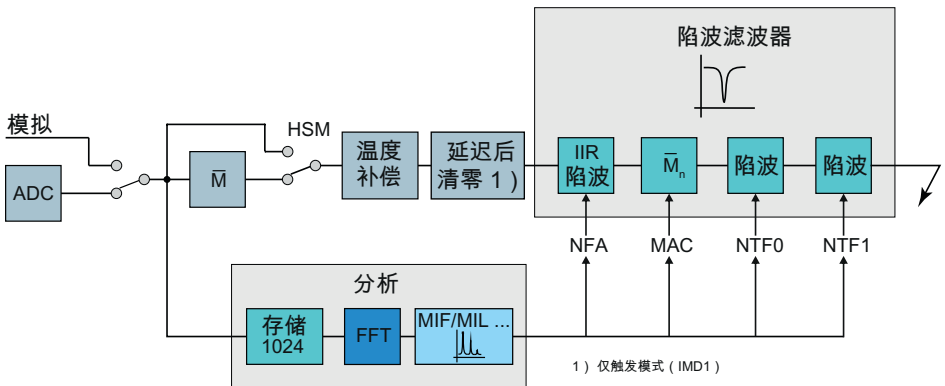 陷波滤波器
模拟
HSM
ADC
M̅
温度
补偿
延迟后
清零 1）
IIR
陷波
M̅n
陷波
陷波
NFA
MAC
NTF0
NTF1
分析
存储
1024
FFT
MIF/MIL ...
1） 仅触发模式（IMD1）